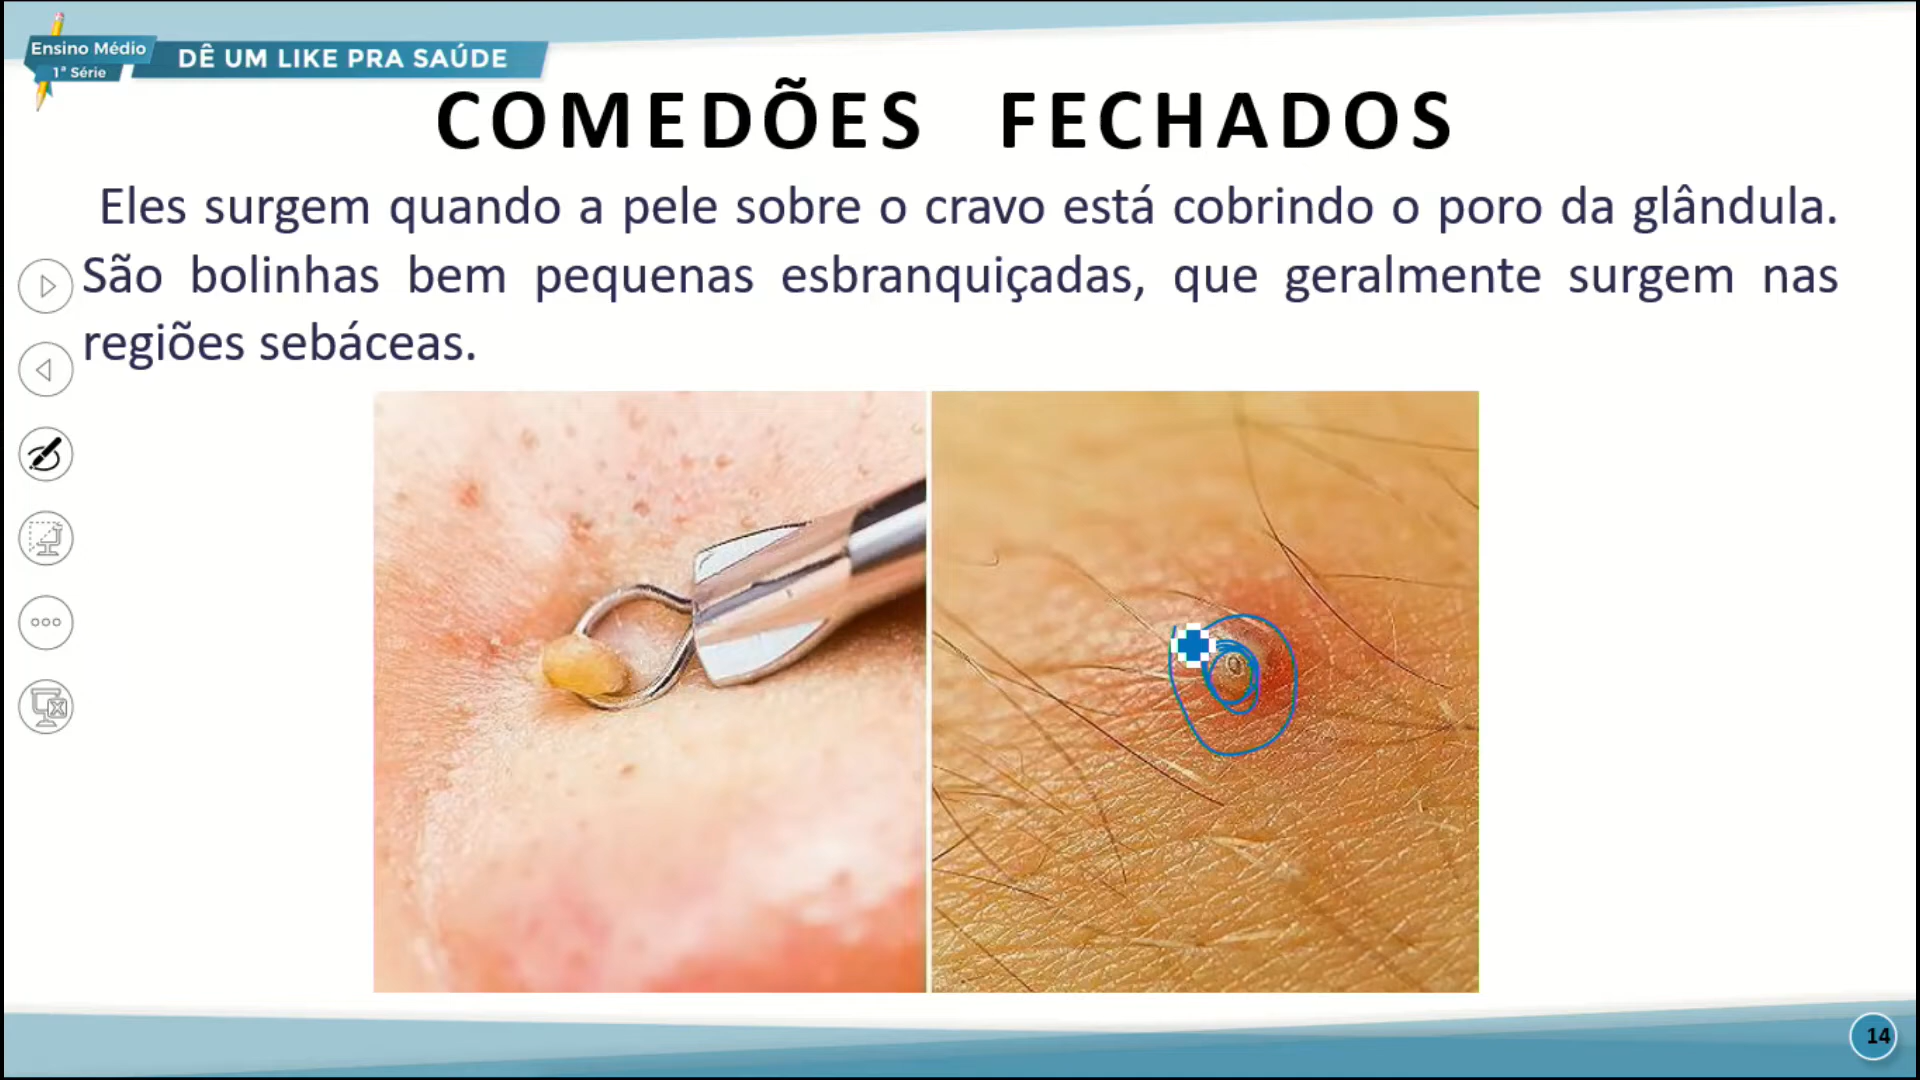 Ensino Médio
1ª Série
DÊ UM LIKE PRA SAÚDE
COMEDÕES FECHADOS
Eles surgem quando a pele sobre o cravo está cobrindo o poro da glândula.
São bolinhas bem pequenas esbranquiçadas, que geralmente surgem nas
regiões sebáceas.
14